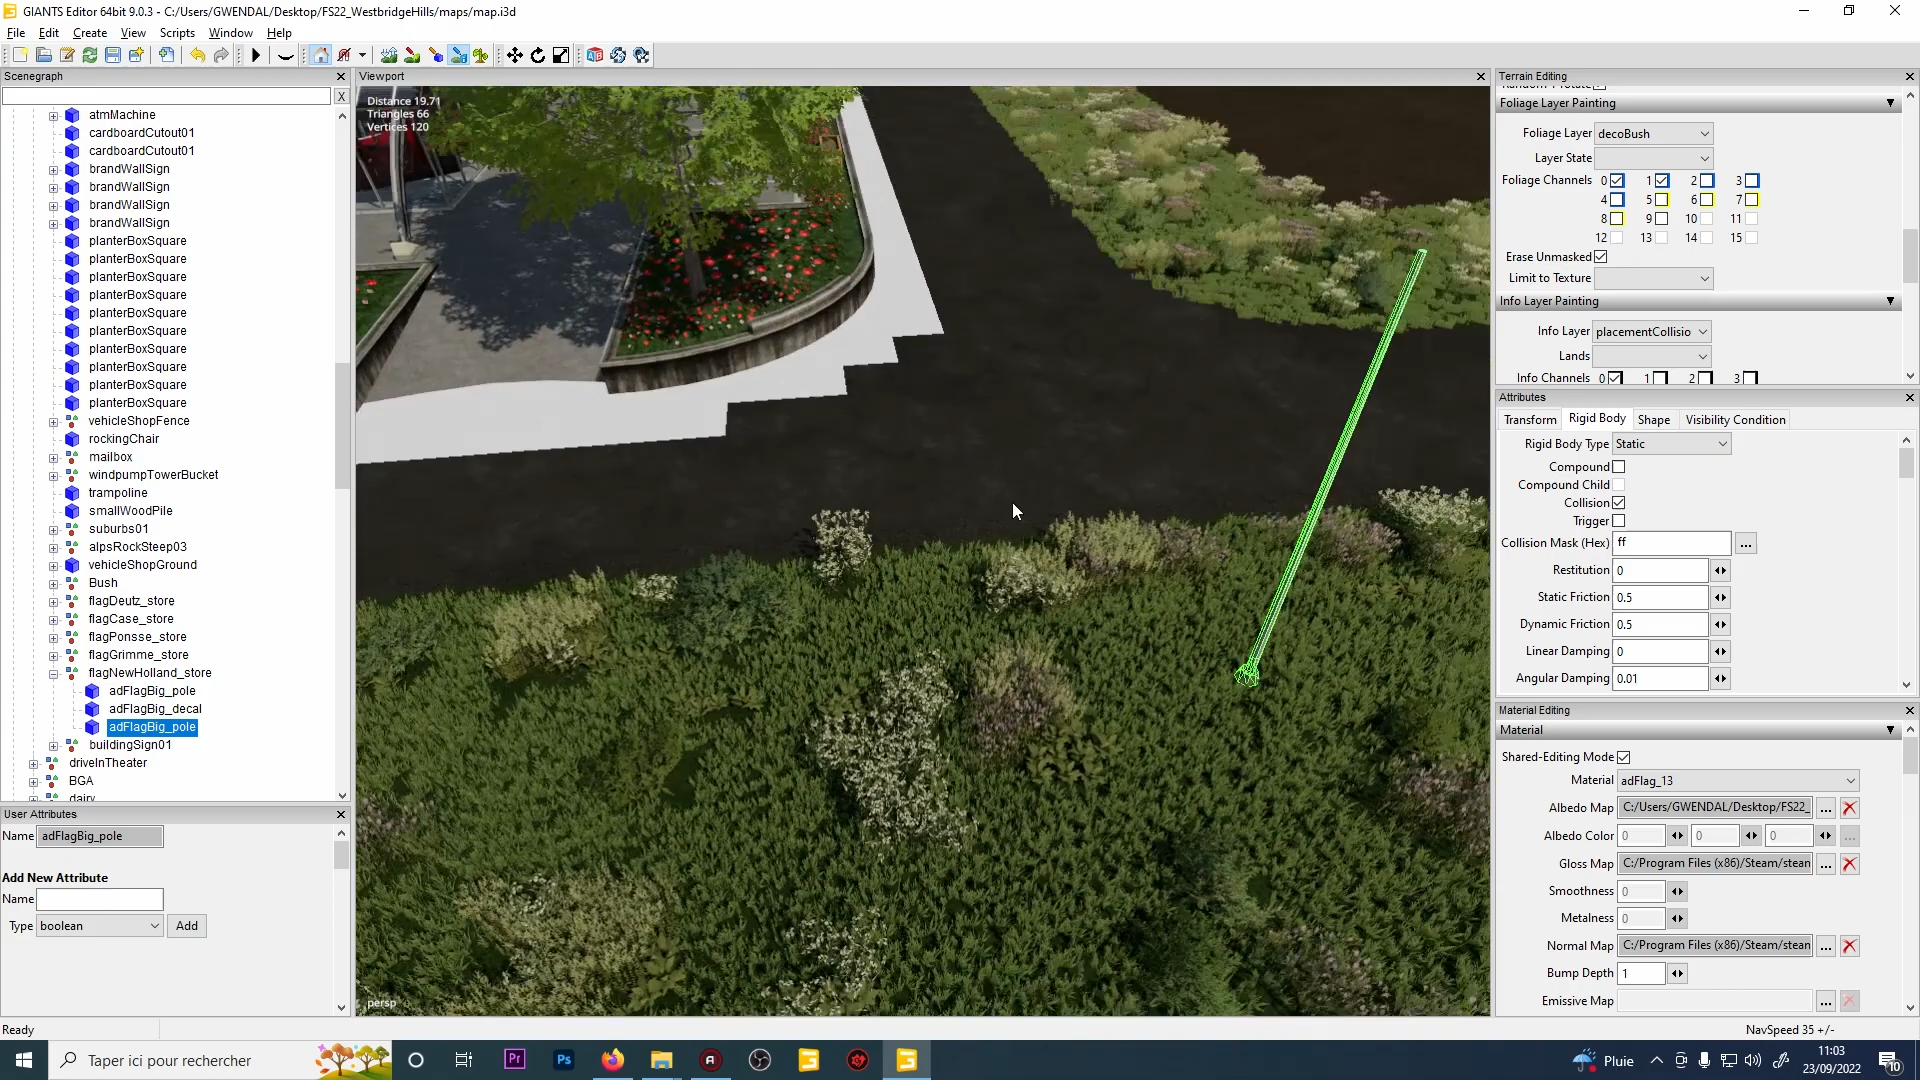 GIANTS Editor 64bit 9.0.3 - C:/Users/GWENDAL/Desktop/FS22_WestbridgeHills/maps/map.i3d
File Edit Create View Scripts Window Help
Scenegraph
X
atmMachine
cardboardCutout01
cardboardCutout01
brandWallSign
brandWallSign
brandWallSign
brandWallSign
planterBoxSquare
planterBoxSquare
planterBoxSquare
planterBoxSquare
planterBoxSquare
planterBoxSquare
planterBoxSquare
planterBoxSquare
planterBoxSquare
planterBoxSquare
vehicleShopFence
rockingChair
mailbox
windpumpTowerBucket
trampoline
smallWoodPile
suburbs01
alpsRockSteep03
vehicleShopGround
Bush
flagDeutz_store
flagCase_store
flagPonsse_store
flagGrimme_store
flagNewHolland_store
adFlagBig_pole
adFlagBig_decal
adFlagBig_pole
buildingSign01
driveInTheater
BGA
dairy
User Attributes
Name adFlagBig_pole
Add New Attribute
Name
Type boolean Add
Viewport
Distance 19.71
Triangles 66
Vertices 120
persp
Terrain Editing
Foliage Layer Painting
Foliage Layer decoBush
Layer State
Foliage Channels 0 1 2 3
4 5 6 7
8 9 10 11
12 13 14 15
Erase Unmasked
Limit to Texture
Info Layer Painting
Info Layer placementCollisio
Lands
Info Channels 0 1 2 3
Attributes
Transform Rigid Body Shape Visibility Condition
Rigid Body Type Static
Compound
Compound Child
Collision
Trigger
Collision Mask (Hex) ff ...
Restitution 0
Static Friction 0.5
Dynamic Friction 0.5
Linear Damping 0
Angular Damping 0.01
Material Editing
Material
Shared-Editing Mode
Material adFlag_13
Albedo Map C:/Users/GWENDAL/Desktop/FS22_ ...
Albedo Color 0 0 0 ...
Gloss Map C:/Program Files (x86)/Steam/stean ...
Smoothness 0
Metalness 0
Normal Map C:/Program Files (x86)/Steam/stean ...
Bump Depth 1
Emissive Map ...
Ready
NavSpeed 35 +/-
Taper ici pour rechercher
Pr
Ps
Pluie
11:03
23/09/2022
10